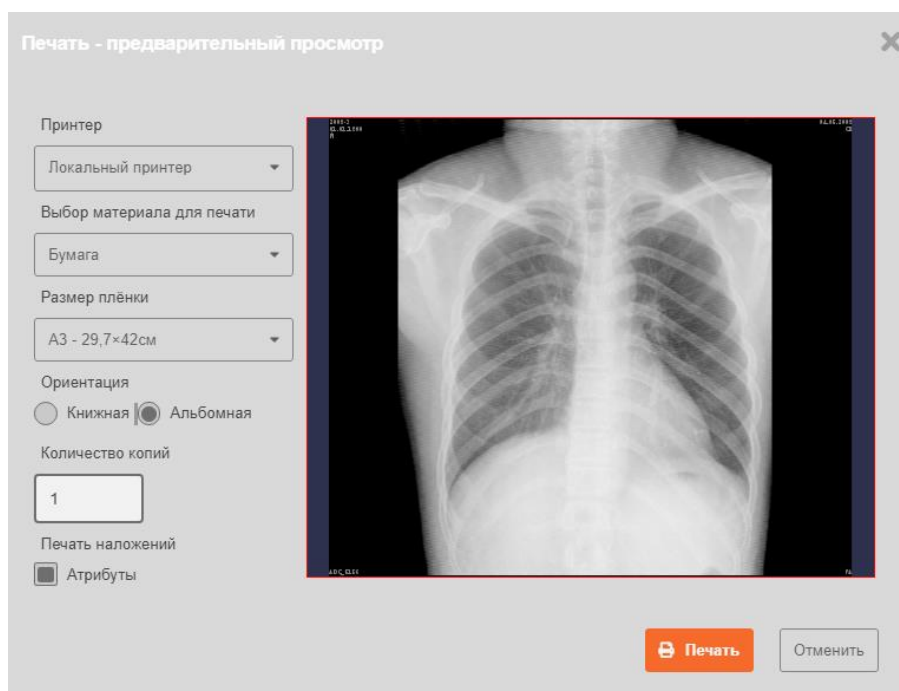 Печать - предварительный просмотр
Принтер
Локальный принтер
Выбор материала для печати
Бумага
Размер плёнки
А3 - 29,7×42см
Ориентация
Книжная Альбомная
Количество копий
1
Печать наложений
Атрибуты
Печать Отменить